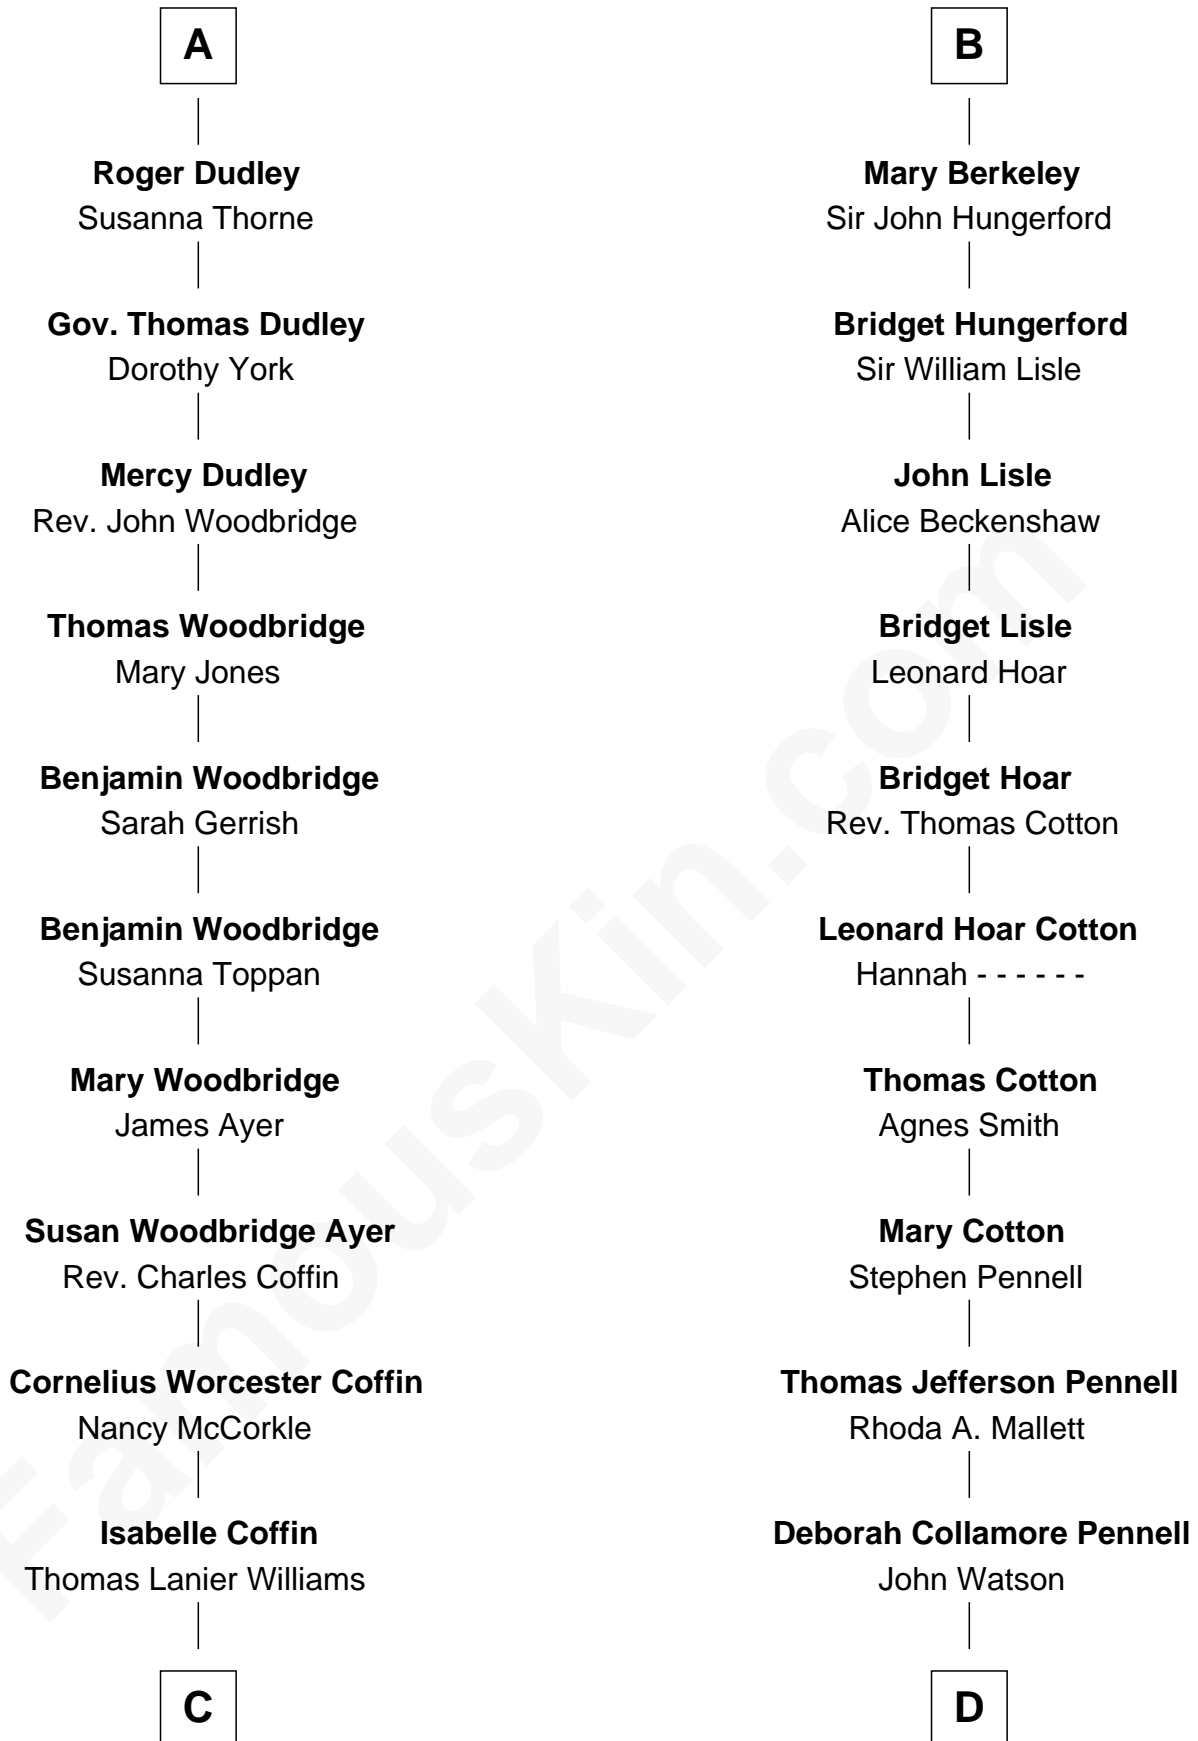 A
Roger Dudley
Susanna Thorne
Gov. Thomas Dudley
Dorothy York
Mercy Dudley
Rev. John Woodbridge
Thomas Woodbridge
Mary Jones
Benjamin Woodbridge
Sarah Gerrish
Benjamin Woodbridge
Susanna Toppan
Mary Woodbridge
James Ayer
Susan Woodbridge Ayer
Rev. Charles Coffin
Cornelius Worcester Coffin
Nancy McCorkle
Isabelle Coffin
Thomas Lanier Williams
C
B
Mary Berkeley
Sir John Hungerford
Bridget Hungerford
Sir William Lisle
John Lisle
Alice Beckenshaw
Bridget Lisle
Leonard Hoar
Bridget Hoar
Rev. Thomas Cotton
Leonard Hoar Cotton
Hannah - - - - - -
Thomas Cotton
Agnes Smith
Mary Cotton
Stephen Pennell
Thomas Jefferson Pennell
Rhoda A. Mallett
Deborah Collamore Pennell
John Watson
D
FamousKin.com